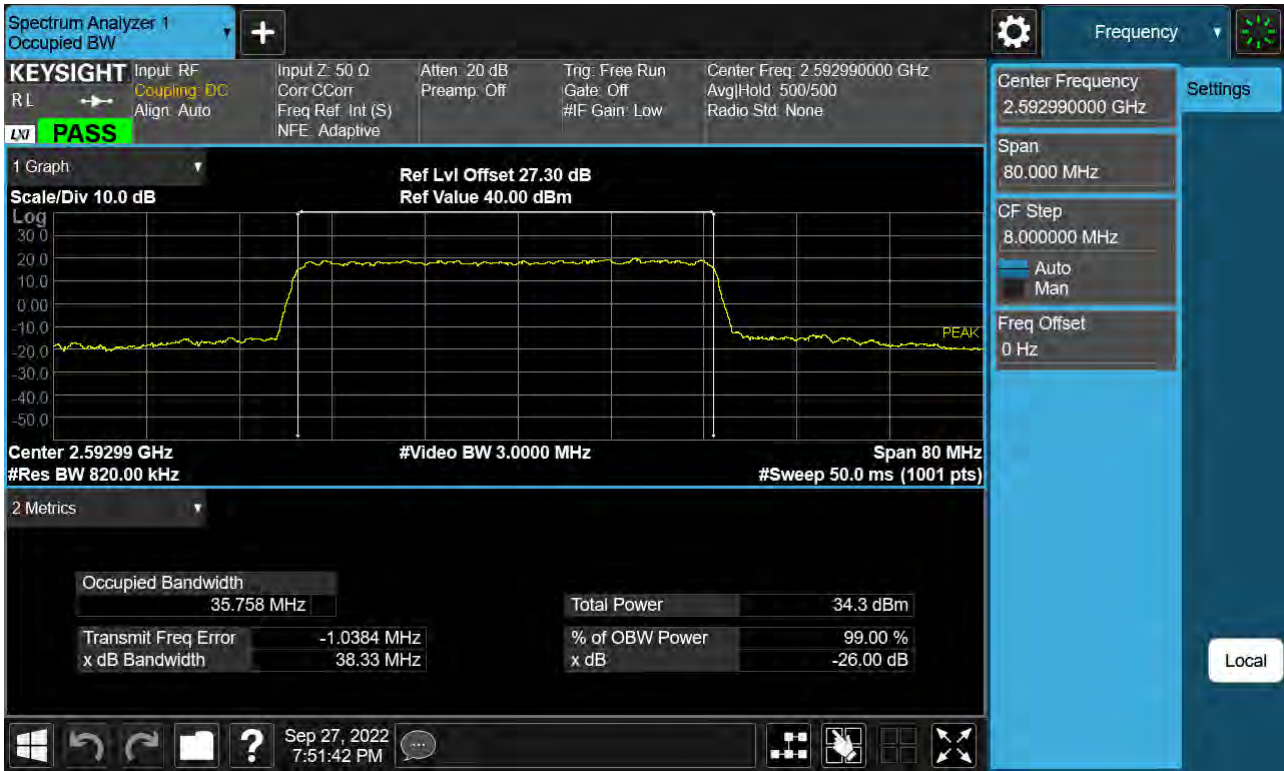 Spectrum Analyzer 1
Occupied BW
+
Frequency
KEYSIGHT
RL
LXI
PASS
Input: RF
Coupling: DC
Align: Auto
Input Z: 50 Ω
Corr CCorr
Freq Ref: Int (S)
NFE: Adaptive
Atten: 20 dB
Preamp: Off
Trig: Free Run
Gate: Off
#IF Gain: Low
Center Freq: 2.592990000 GHz
Avg|Hold: 500/500
Radio Std: None
Center Frequency
2.592990000 GHz
Settings
Span
80.000 MHz
CF Step
8.000000 MHz
Auto
Man
Freq Offset
0 Hz
Local
1 Graph
Scale/Div 10.0 dB
Ref Lvl Offset 27.30 dB
Ref Value 40.00 dBm
Log
30.0
20.0
10.0
0.00
-10.0
-20.0
-30.0
-40.0
-50.0
PEAK
Center 2.59299 GHz
#Video BW 3.0000 MHz
Span 80 MHz
#Res BW 820.00 kHz
#Sweep 50.0 ms (1001 pts)
2 Metrics
Occupied Bandwidth
35.758 MHz
Total Power 34.3 dBm
Transmit Freq Error -1.0384 MHz
% of OBW Power 99.00 %
x dB Bandwidth 38.33 MHz
x dB -26.00 dB
?
Sep 27, 2022
7:51:42 PM